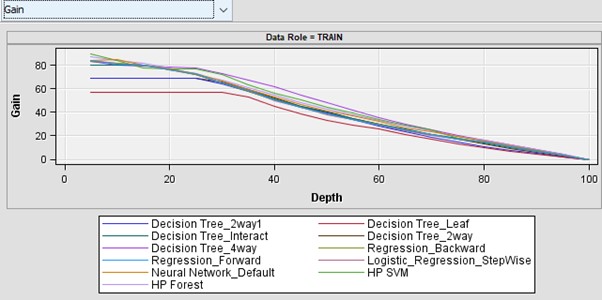 Gain
Data Role = TRAIN
Gain
80
60
40
20
0
0 20 40 60 80 100
Depth
Decision Tree_2way1 Decision Tree_Leaf
Decision Tree_Interact Decision Tree_2way
Decision Tree_4way Regression_Backward
Regression_Forward Logistic_Regression_StepWise
Neural Network_Default HP SVM
HP Forest